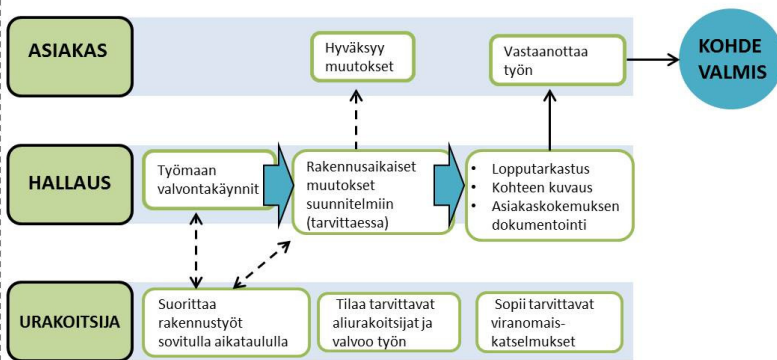 ASIAKAS
Hyväksyy
muutokset
Vastaanottaa
työn
KOHDE
VALMIS
HALLAUS
Työmaan
valvontakäynnit
Rakennusaikaiset
muutokset
suunnitelmiin
(tarvittaessa)
• Lopputarkastus
• Kohteen kuvaus
• Asiakaskokemuksen
dokumentointi
URAKOITSIJA
Suorittaa
rakennustyöt
sovitulla aikataululla
Tilaa tarvittavat
aliurakoitsijat ja
valvoo työn
Sopii tarvittavat
viranomais-
katselmukset